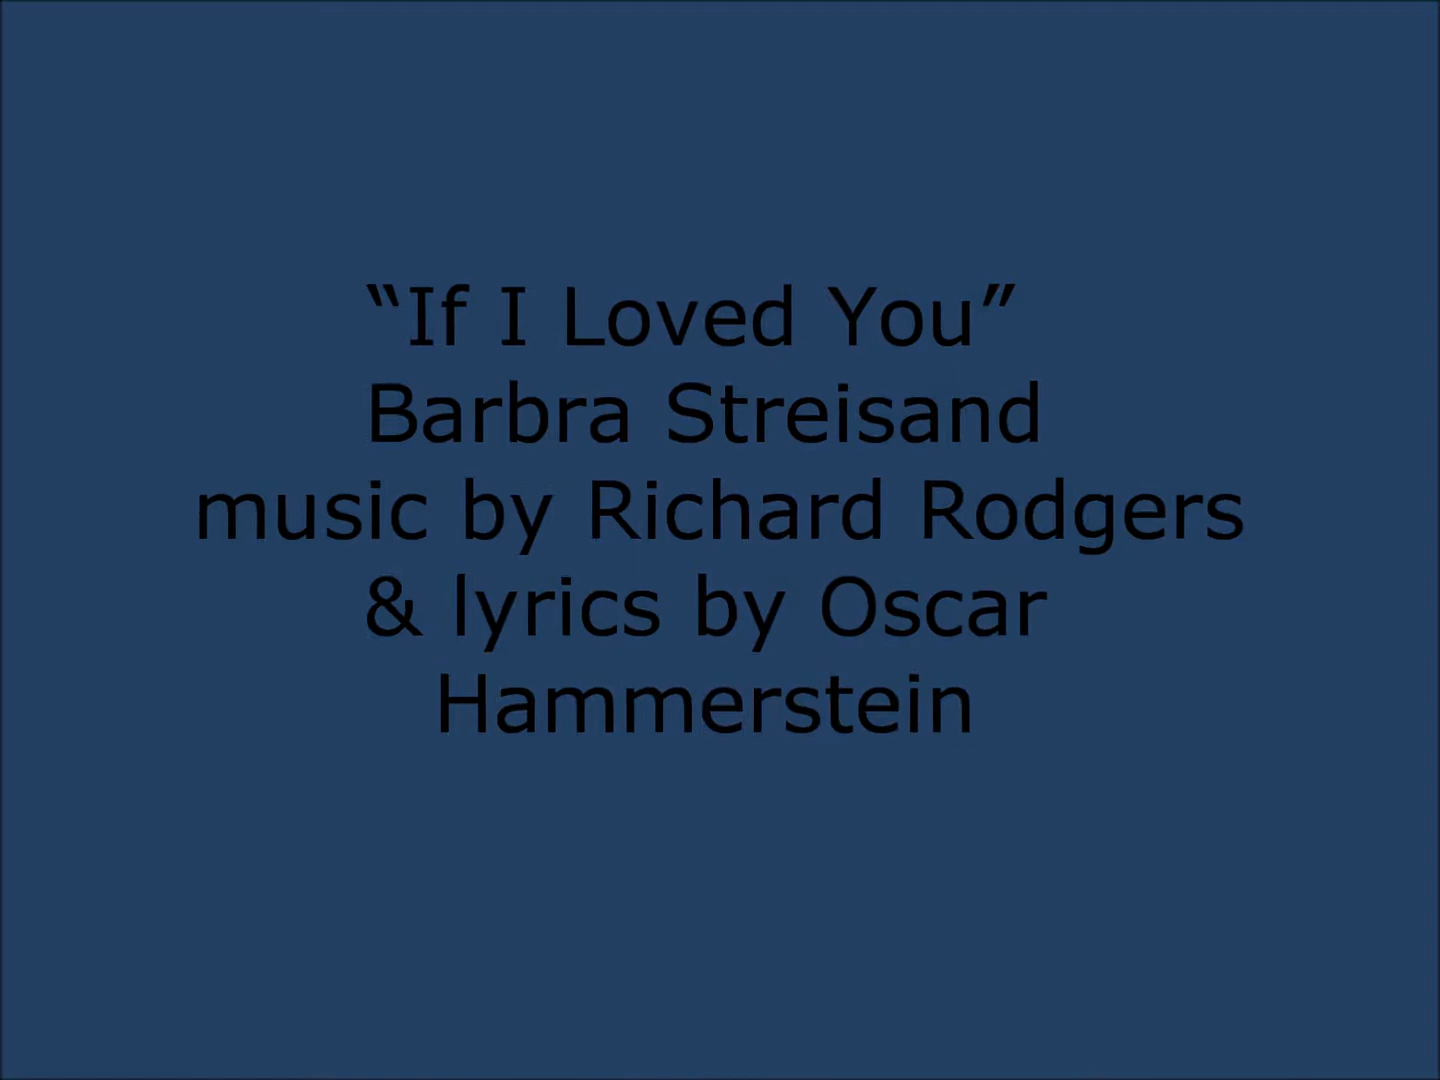 “If I Loved You”
Barbra Streisand
music by Richard Rodgers
& lyrics by Oscar
Hammerstein